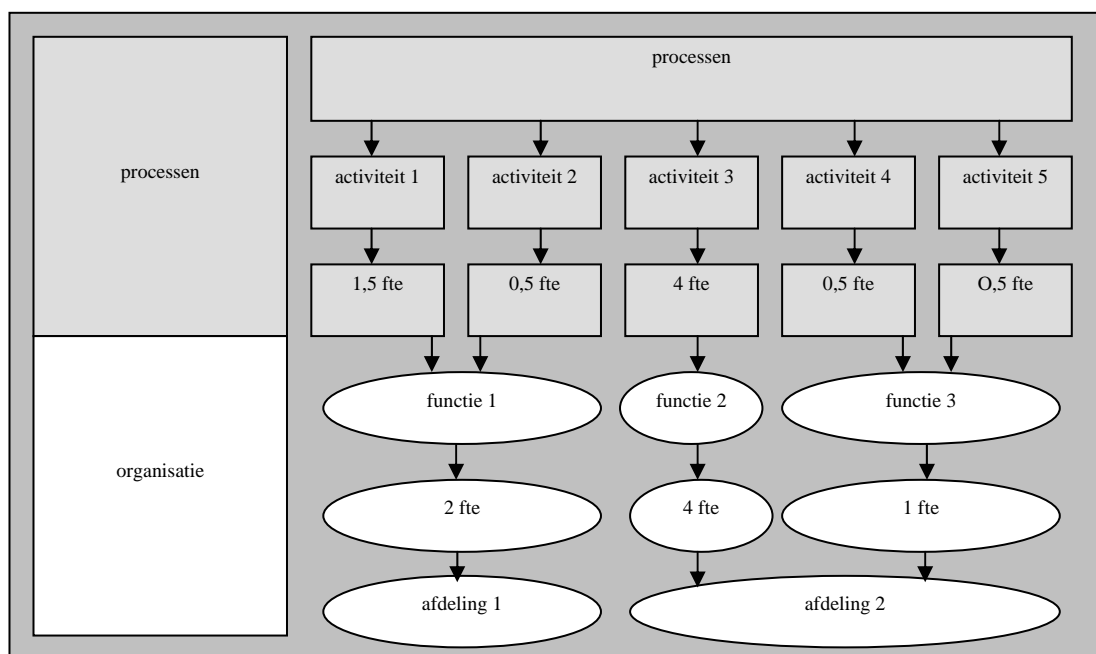 processen
processen
activiteit 1
activiteit 2
activiteit 3
activiteit 4
activiteit 5
1,5 fte
0,5 fte
4 fte
0,5 fte
O,5 fte
organisatie
functie 1
functie 2
functie 3
2 fte
4 fte
1 fte
afdeling 1
afdeling 2